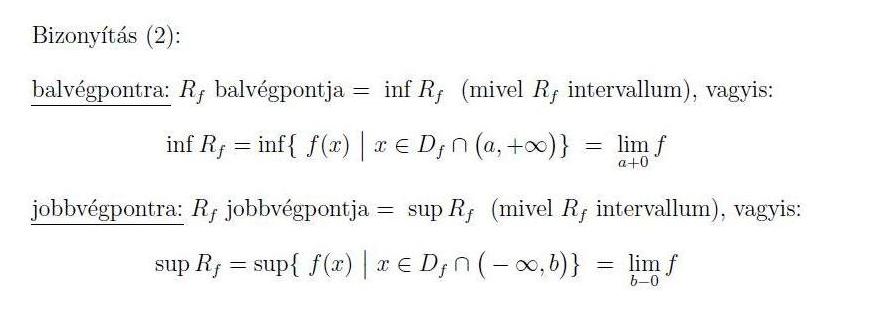 Bizonyítás (2):
balvégpontra: R_f balvégpontja = inf R_f (mivel R_f intervallum), vagyis:
inf R_f = inf{ f(x) | x ∈ D_f ∩ (a, +∞)} = lim_{a+0} f
jobbvégpontra: R_f jobbvégpontja = sup R_f (mivel R_f intervallum), vagyis:
sup R_f = sup{ f(x) | x ∈ D_f ∩ (− ∞, b)} = lim_{b−0} f